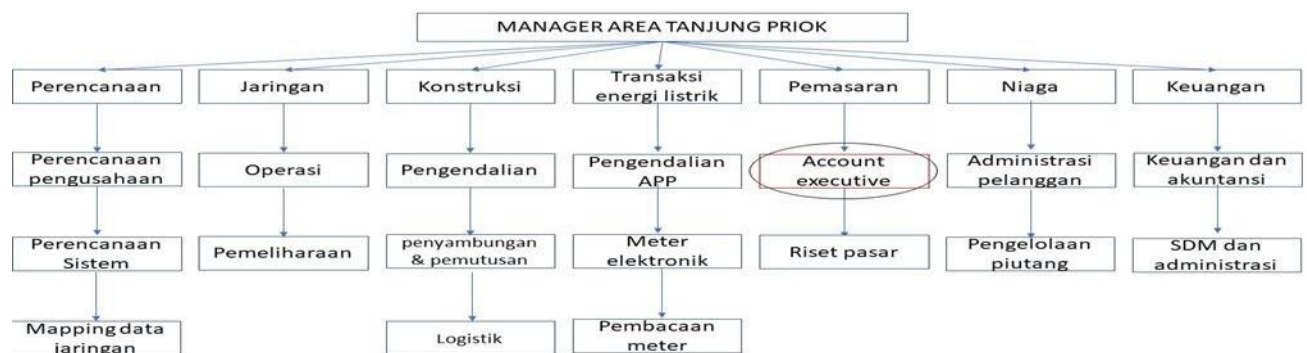 MANAGER AREA TANJUNG PRIOK
Perencanaan
Jaringan
Konstruksi
Transaksi
energi listrik
Pemasaran
Niaga
Keuangan
Perencanaan
pengusahaan
Operasi
Pengendalian
Pengendalian
APP
Account
executive
Administrasi
pelanggan
Keuangan dan
akuntansi
Perencanaan
Sistem
Pemeliharaan
penyambungan
& pemutusan
Meter
elektronik
Riset pasar
Pengelolaan
piutang
SDM dan
administrasi
Mapping data
jaringan
Logistik
Pembacaan
meter